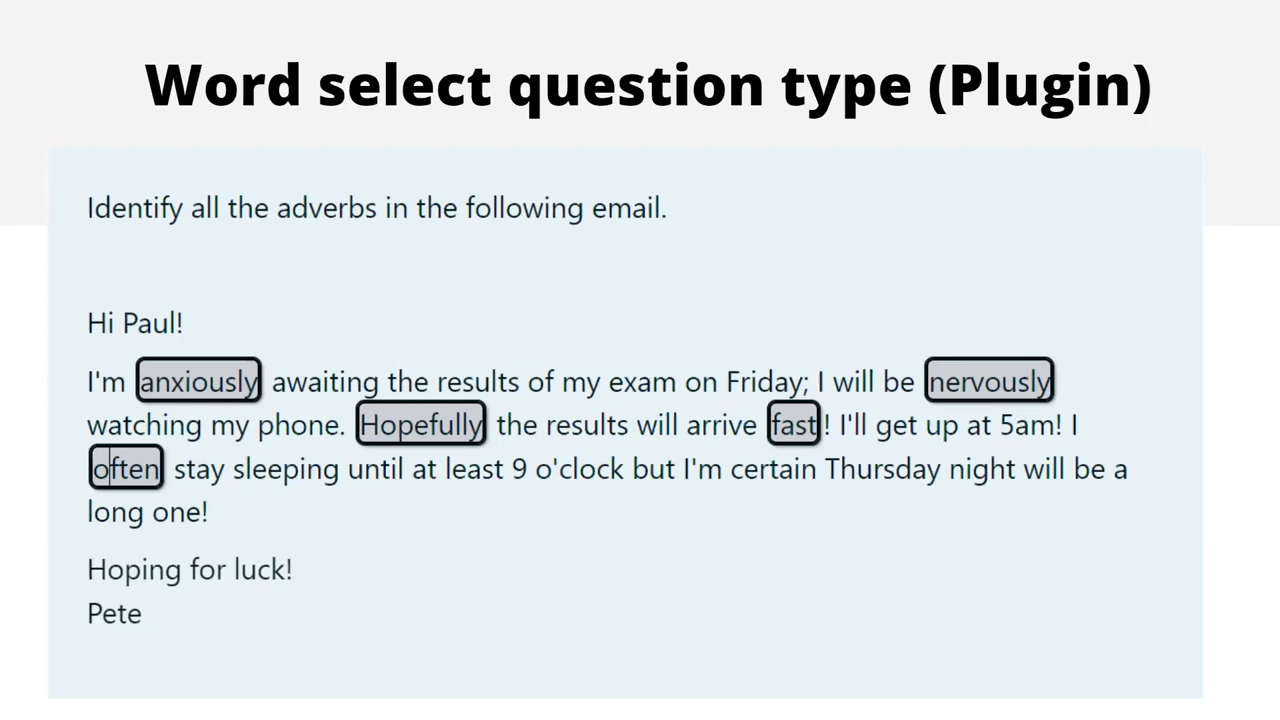 Word select question type (Plugin)
Identify all the adverbs in the following email.
Hi Paul!
I'm anxiously awaiting the results of my exam on Friday; I will be nervously
watching my phone. Hopefully the results will arrive fast! I'll get up at 5am! I
often stay sleeping until at least 9 o'clock but I'm certain Thursday night will be a
long one!
Hoping for luck!
Pete